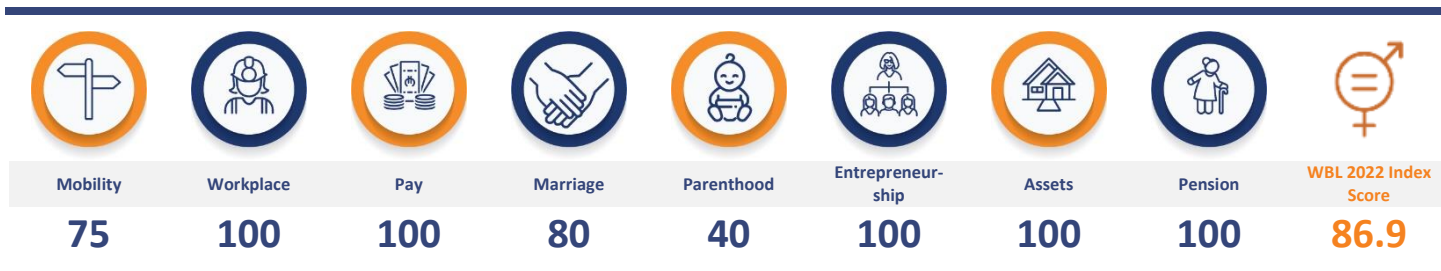 Mobility
Workplace
Pay
Marriage
Parenthood
Entrepreneur-
ship
Assets
Pension
WBL 2022 Index
Score
75
100
100
80
40
100
100
100
86.9